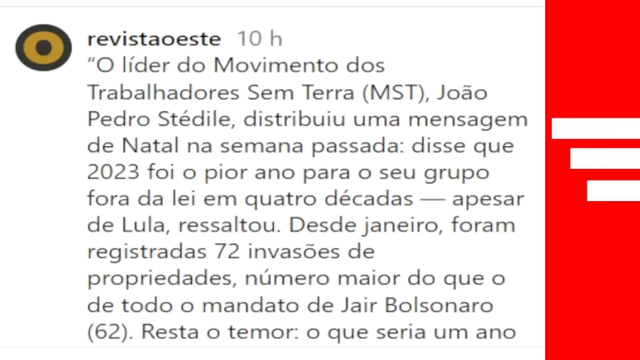 revistaoeste 10 h
“O líder do Movimento dos
Trabalhadores Sem Terra (MST), João
Pedro Stédile, distribuiu uma mensagem
de Natal na semana passada: disse que
2023 foi o pior ano para o seu grupo
fora da lei em quatro décadas — apesar
de Lula, ressaltou. Desde janeiro, foram
registradas 72 invasões de
propriedades, número maior do que o
de todo o mandato de Jair Bolsonaro
(62). Resta o temor: o que seria um ano